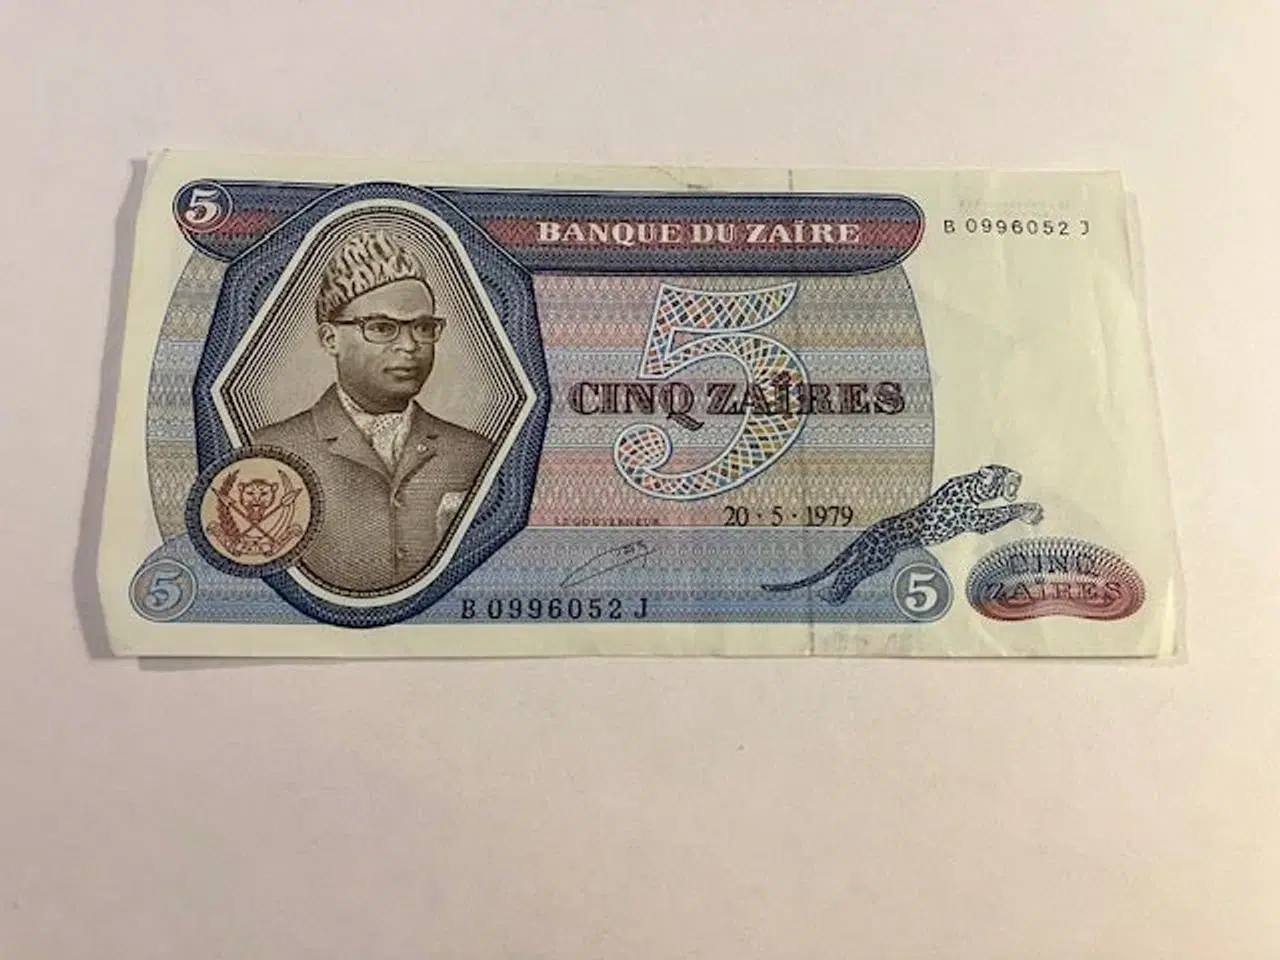 5
BANQUE DU ZAÏRE
B 0996052 J
5
CINQ ZAÏRES
LE GOUVERNEUR
20 · 5 · 1979
5
B 0996052 J
5
CINQ
ZAÏRES